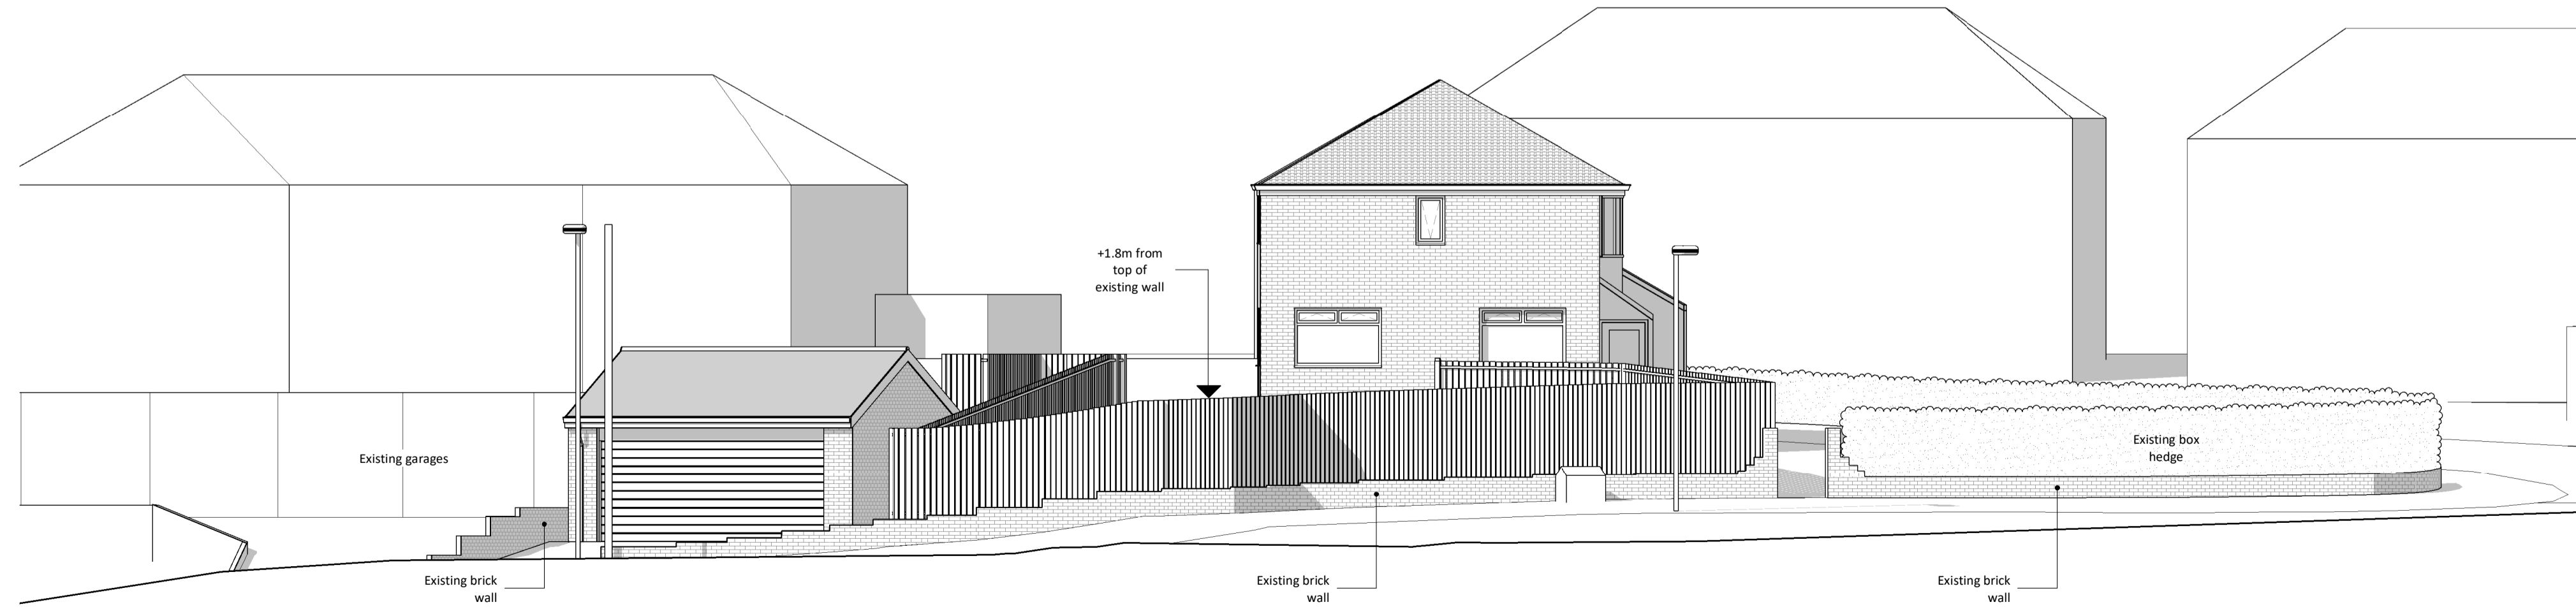 +1.8m from
top of
existing wall
Existing garages
Existing box
hedge
Existing brick
wall
Existing brick
wall
Existing brick
wall